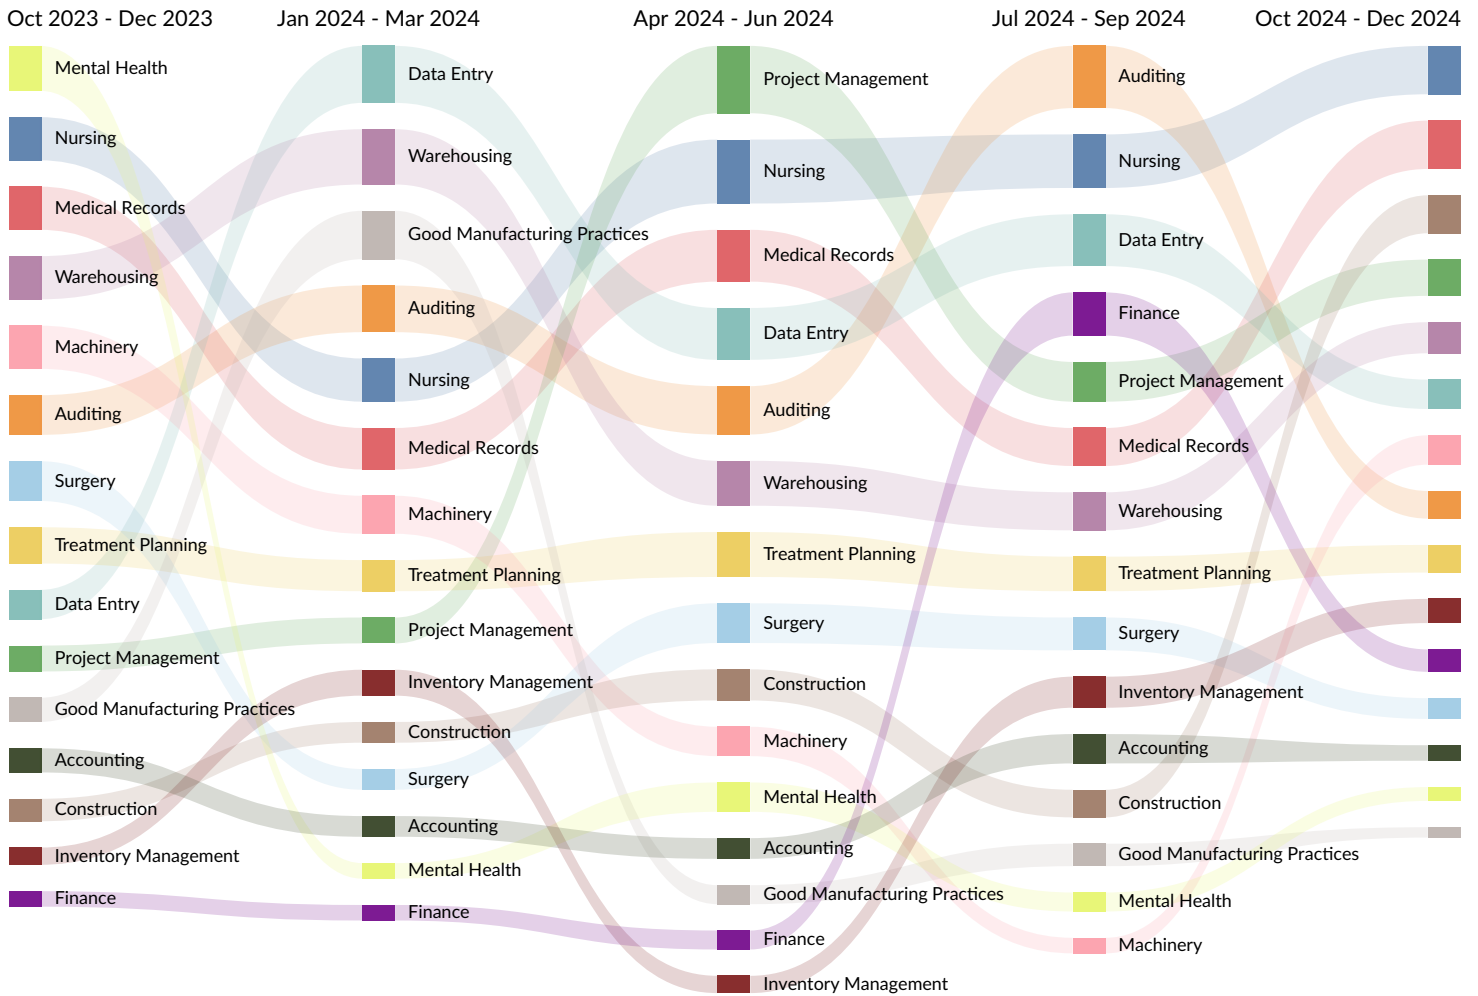 Oct 2023 - Dec 2023
Jan 2024 - Mar 2024
Apr 2024 - Jun 2024
Jul 2024 - Sep 2024
Oct 2024 - Dec 2024
Mental Health
Nursing
Medical Records
Warehousing
Machinery
Auditing
Surgery
Treatment Planning
Data Entry
Project Management
Good Manufacturing Practices
Accounting
Construction
Inventory Management
Finance
Data Entry
Warehousing
Good Manufacturing Practices
Auditing
Nursing
Medical Records
Machinery
Treatment Planning
Project Management
Inventory Management
Construction
Surgery
Accounting
Mental Health
Finance
Project Management
Nursing
Medical Records
Data Entry
Auditing
Warehousing
Treatment Planning
Surgery
Construction
Machinery
Mental Health
Accounting
Good Manufacturing Practices
Finance
Inventory Management
Auditing
Nursing
Data Entry
Finance
Project Management
Medical Records
Warehousing
Treatment Planning
Surgery
Inventory Management
Accounting
Construction
Good Manufacturing Practices
Mental Health
Machinery